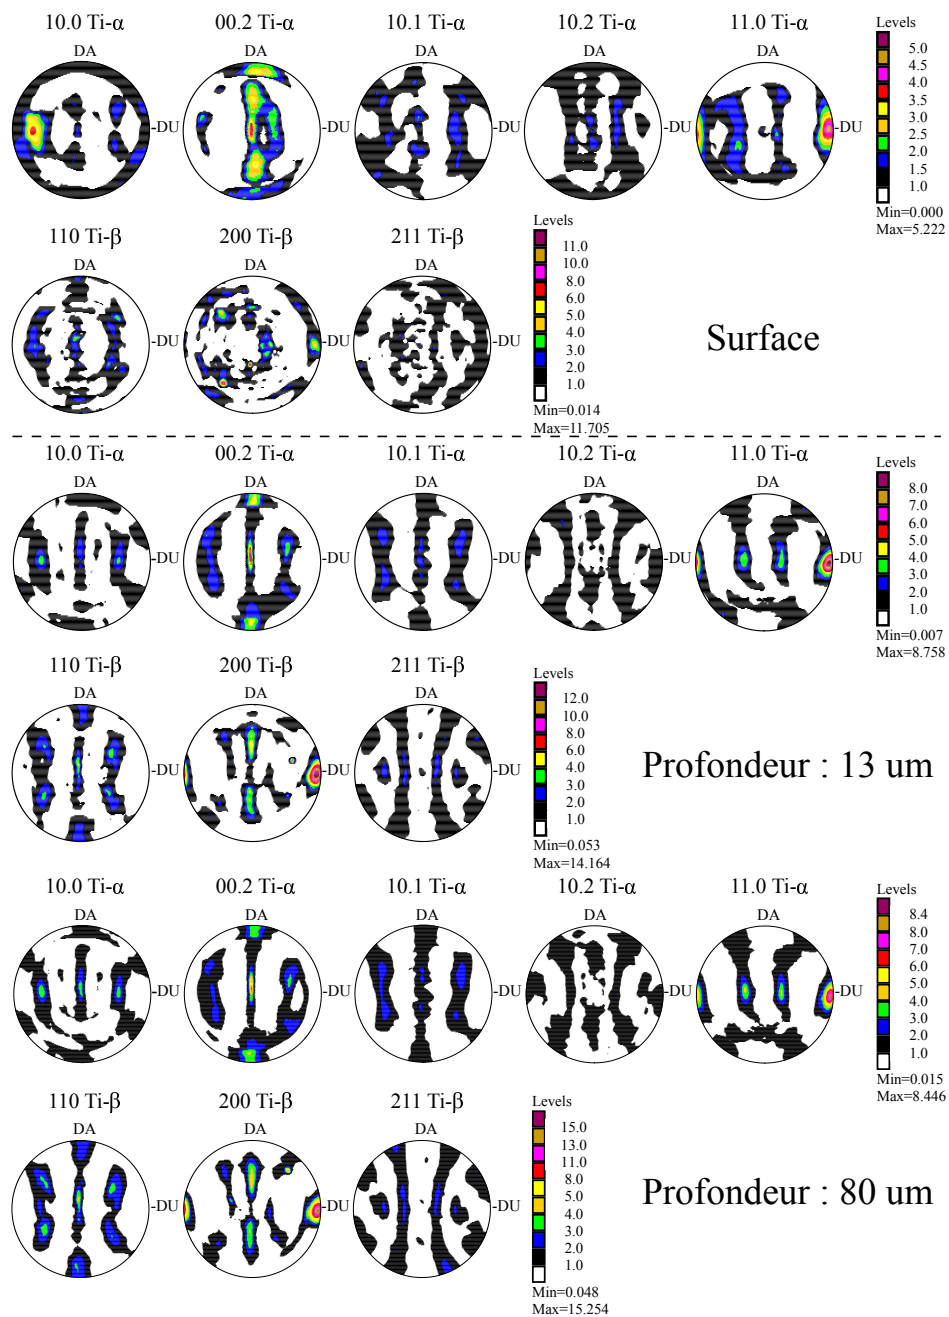 10.0 Ti-α 00.2 Ti-α 10.1 Ti-α 10.2 Ti-α 11.0 Ti-α
DA DA DA DA DA
-DU -DU -DU -DU -DU
Levels
5.0
4.5
4.0
3.5
3.0
2.5
2.0
1.5
1.0
Min=0.000
Max=5.222
110 Ti-β 200 Ti-β 211 Ti-β
DA DA DA
-DU -DU -DU
Levels
11.0
10.0
8.0
6.0
5.0
4.0
3.0
2.0
1.0
Min=0.014
Max=11.705
Surface
10.0 Ti-α 00.2 Ti-α 10.1 Ti-α 10.2 Ti-α 11.0 Ti-α
DA DA DA DA DA
-DU -DU -DU -DU -DU
Levels
8.0
7.0
6.0
5.0
4.0
3.0
2.0
1.0
Min=0.007
Max=8.758
110 Ti-β 200 Ti-β 211 Ti-β
DA DA DA
-DU -DU -DU
Levels
12.0
10.0
8.0
6.0
4.0
3.0
2.0
1.0
Min=0.053
Max=14.164
Profondeur : 13 um
10.0 Ti-α 00.2 Ti-α 10.1 Ti-α 10.2 Ti-α 11.0 Ti-α
DA DA DA DA DA
-DU -DU -DU -DU -DU
Levels
8.4
8.0
7.0
6.0
5.0
4.0
3.0
2.0
1.0
Min=0.015
Max=8.446
110 Ti-β 200 Ti-β 211 Ti-β
DA DA DA
-DU -DU -DU
Levels
15.0
13.0
11.0
8.0
5.0
4.0
3.0
2.0
1.0
Min=0.048
Max=15.254
Profondeur : 80 um